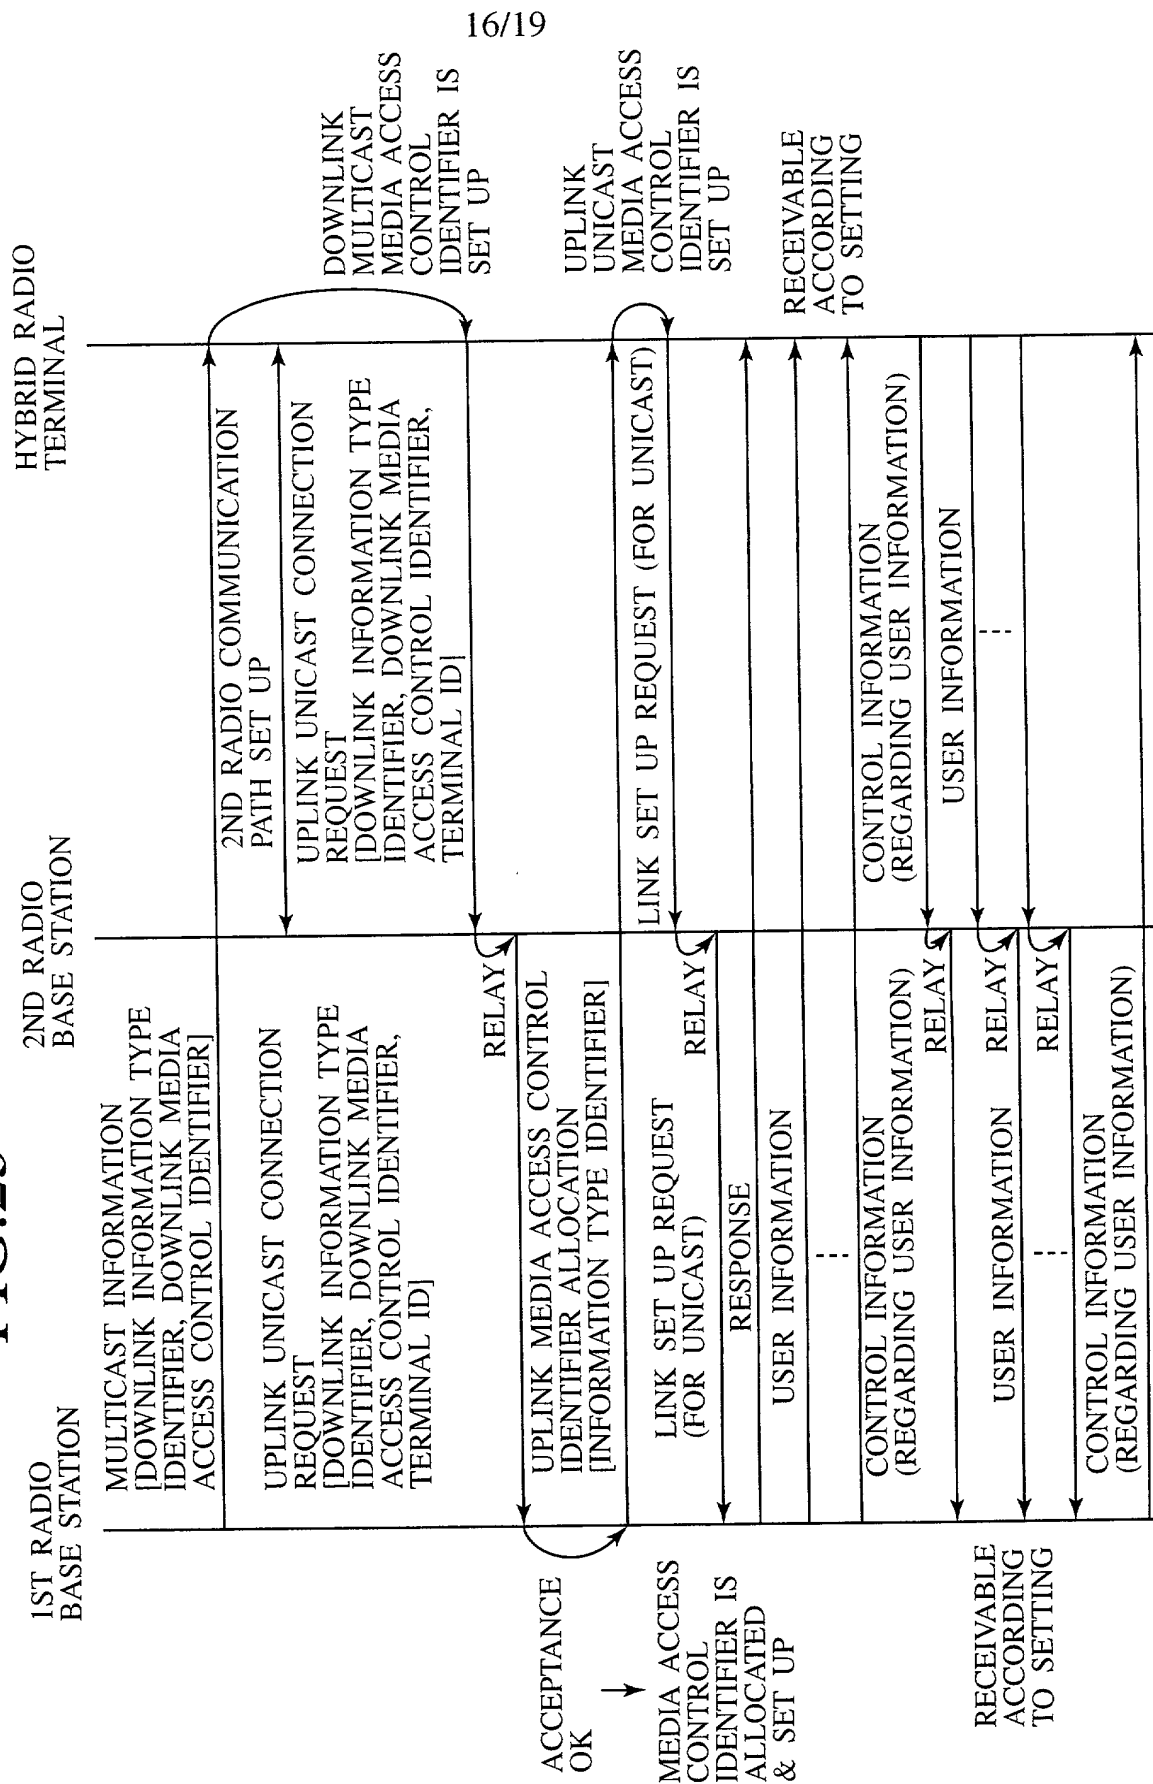 16/19
1ST RADIO
BASE STATION
2ND RADIO
BASE STATION
HYBRID RADIO
TERMINAL
MULTICAST INFORMATION
[DOWNLINK INFORMATION TYPE
IDENTIFIER, DOWNLINK MEDIA
ACCESS CONTROL IDENTIFIER]
2ND RADIO COMMUNICATION
PATH SET UP
DOWNLINK
MULTICAST
MEDIA ACCESS
CONTROL
IDENTIFIER IS
SET UP
UPLINK UNICAST CONNECTION
REQUEST
[DOWNLINK INFORMATION TYPE
IDENTIFIER, DOWNLINK MEDIA
ACCESS CONTROL IDENTIFIER,
TERMINAL ID]
UPLINK UNICAST CONNECTION
REQUEST
[DOWNLINK INFORMATION TYPE
IDENTIFIER, DOWNLINK MEDIA
ACCESS CONTROL IDENTIFIER,
TERMINAL ID]
RELAY
ACCEPTANCE
OK
MEDIA ACCESS
CONTROL
IDENTIFIER IS
ALLOCATED
& SET UP
UPLINK MEDIA ACCESS CONTROL
IDENTIFIER ALLOCATION
[INFORMATION TYPE IDENTIFIER]
UPLINK
UNICAST
MEDIA ACCESS
CONTROL
IDENTIFIER IS
SET UP
LINK SET UP REQUEST (FOR UNICAST)
RELAY
LINK SET UP REQUEST
(FOR UNICAST)
RESPONSE
USER INFORMATION
RECEIVABLE
ACCORDING
TO SETTING
CONTROL INFORMATION
(REGARDING USER INFORMATION)
CONTROL INFORMATION
(REGARDING USER INFORMATION)
RELAY
USER INFORMATION
RELAY
USER INFORMATION
RELAY
RECEIVABLE
ACCORDING
TO SETTING
CONTROL INFORMATION
(REGARDING USER INFORMATION)